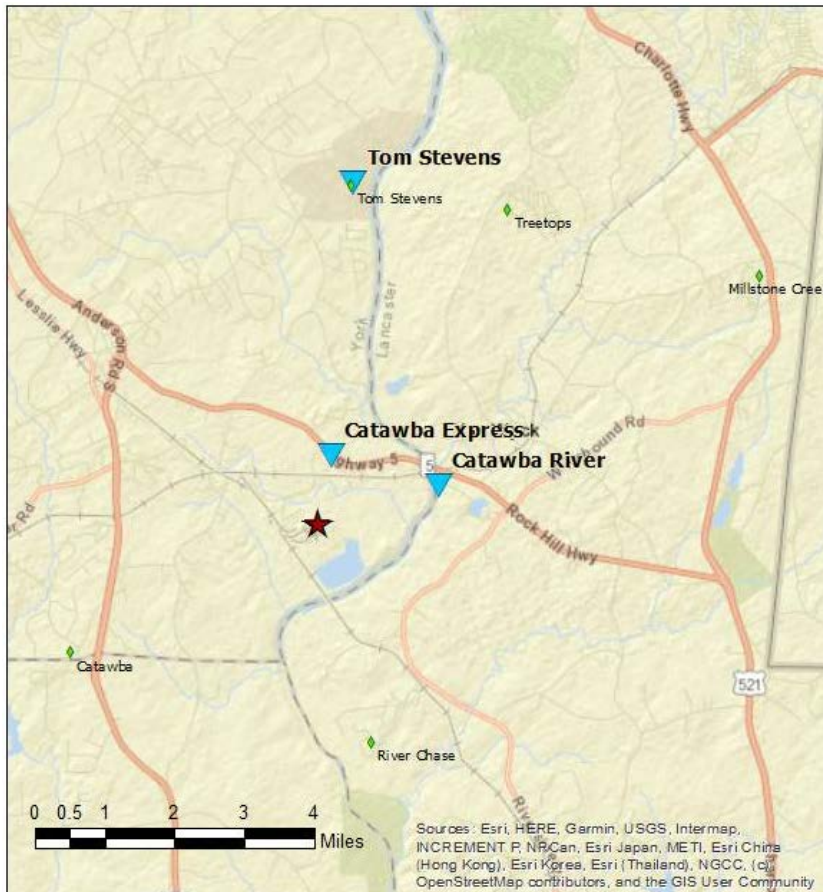 Charlotte Hwy
Tom Stevens
Tom Stevens
Treetops
Millstone Cree
Lesslie Hwy
Anderson Rd S
York
Lancaster
Catawba Express
ghway 5
5
Catawba River
Rock Hill Hwy
Rd
Catawba
521
River Chase
0 0.5 1 2 3 4
Miles
Sources: Esri, HERE, Garmin, USGS, Intermap,
INCREMENT P, NRCan, Esri Japan, METI, Esri China
(Hong Kong), Esri Korea, Esri (Thailand), NGCC, (c)
OpenStreetMap contributors, and the GIS User Community